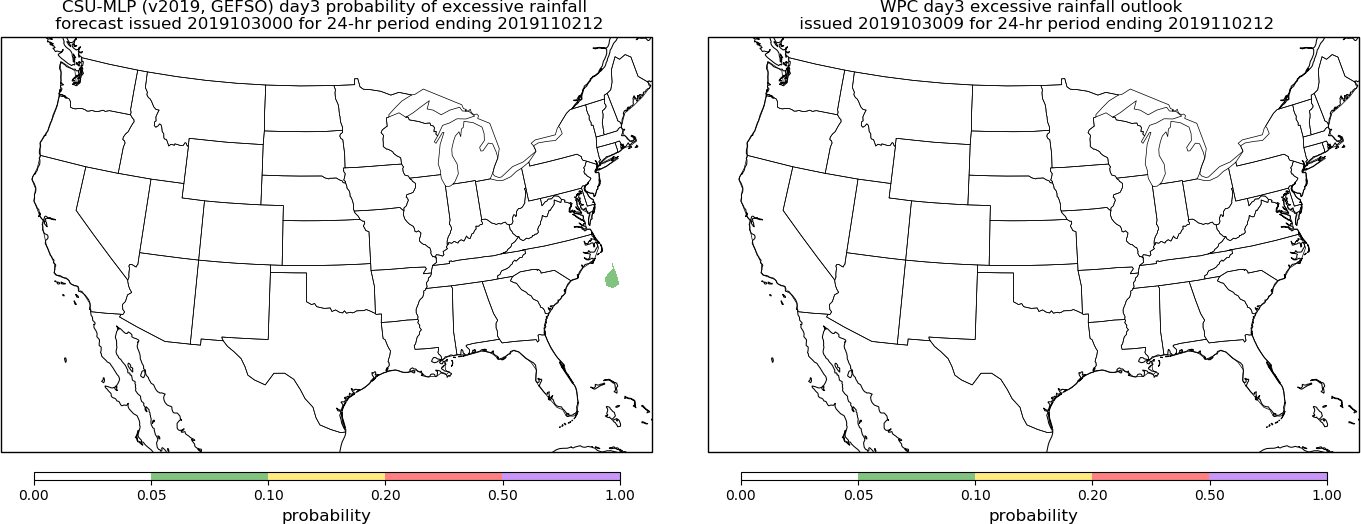 CSU-MLP (v2019, GEFSO) day3 probability of excessive rainfall
forecast issued 2019103000 for 24-hr period ending 2019110212
WPC day3 excessive rainfall outlook
issued 2019103009 for 24-hr period ending 2019110212
0.00 0.05 0.10 0.20 0.50 1.00
probability
0.00 0.05 0.10 0.20 0.50 1.00
probability